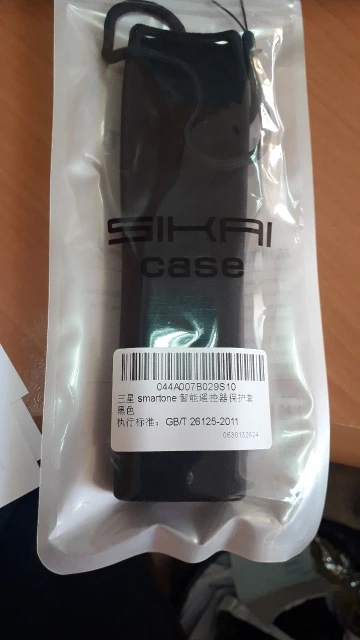 SIKAI
case
044A007B029S10
三星 smartone 智能遥控器保护套
黑色
执行标准：GB/T 26125-2011
0630132624